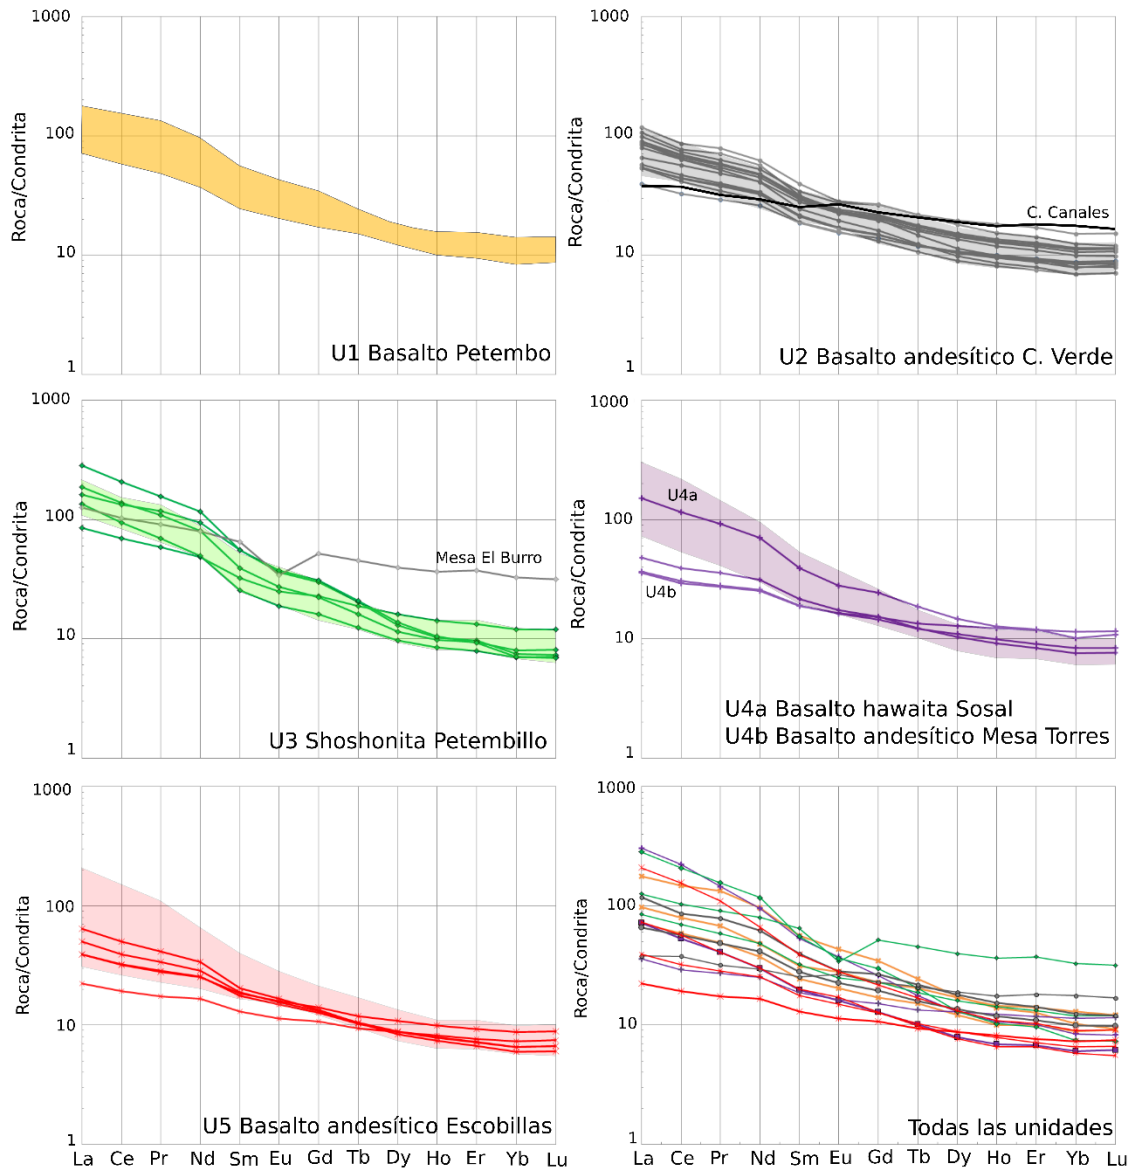 1000
100
10
1
Roca/Condrita
U1 Basalto Petembo
1000
100
10
1
Roca/Condrita
C. Canales
U2 Basalto andesítico C. Verde
1000
100
10
1
Roca/Condrita
Mesa El Burro
U3 Shoshonita Petembillo
1000
100
10
1
Roca/Condrita
U4a
U4b
U4a Basalto hawaita Sosal
U4b Basalto andesítico Mesa Torres
1000
100
10
1
Roca/Condrita
U5 Basalto andesítico Escobillas
La Ce Pr Nd Sm Eu Gd Tb Dy Ho Er Yb Lu
1000
100
10
1
Roca/Condrita
Todas las unidades
La Ce Pr Nd Sm Eu Gd Tb Dy Ho Er Yb Lu